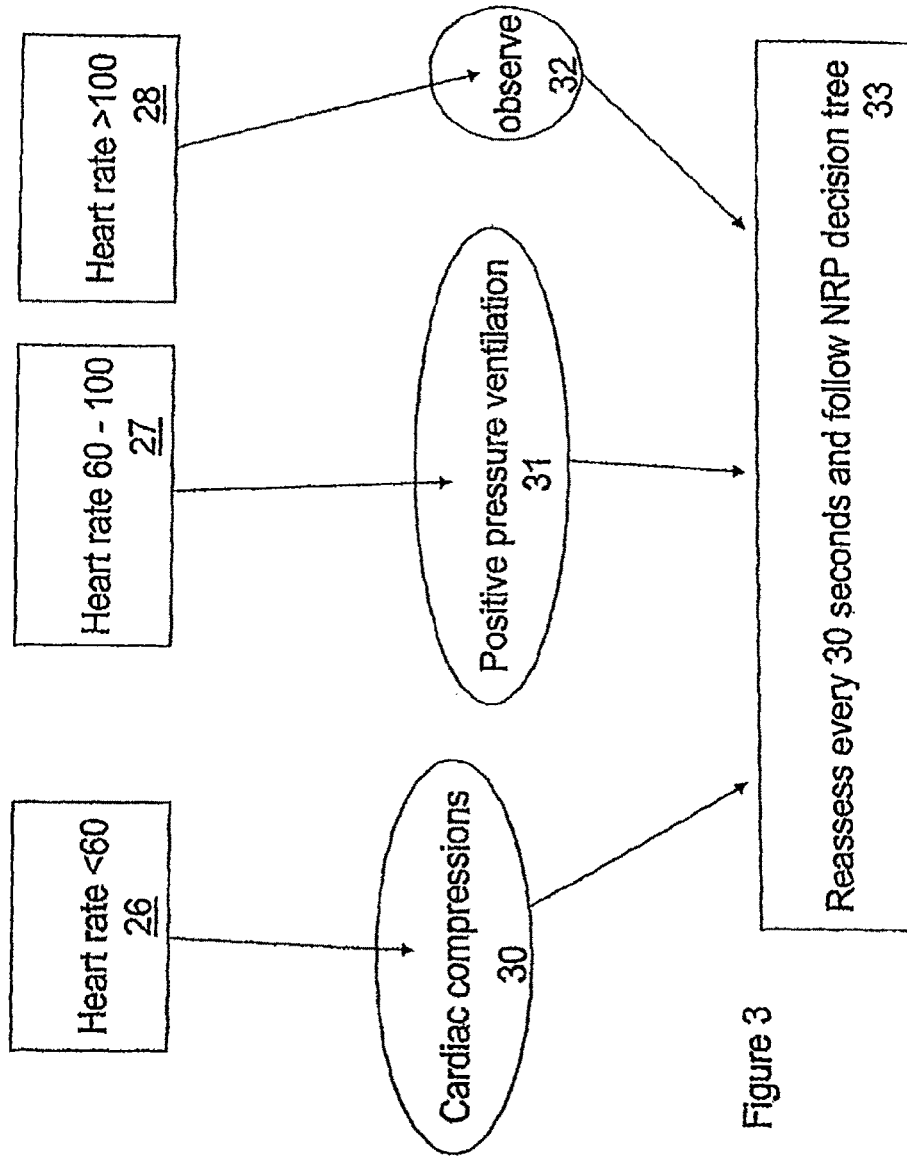 Heart rate <60
26
Heart rate 60 - 100
27
Heart rate >100
28
Cardiac compressions
30
Positive pressure ventilation
31
observe
32
Reassess every 30 seconds and follow NRP decision tree
33
Figure 3